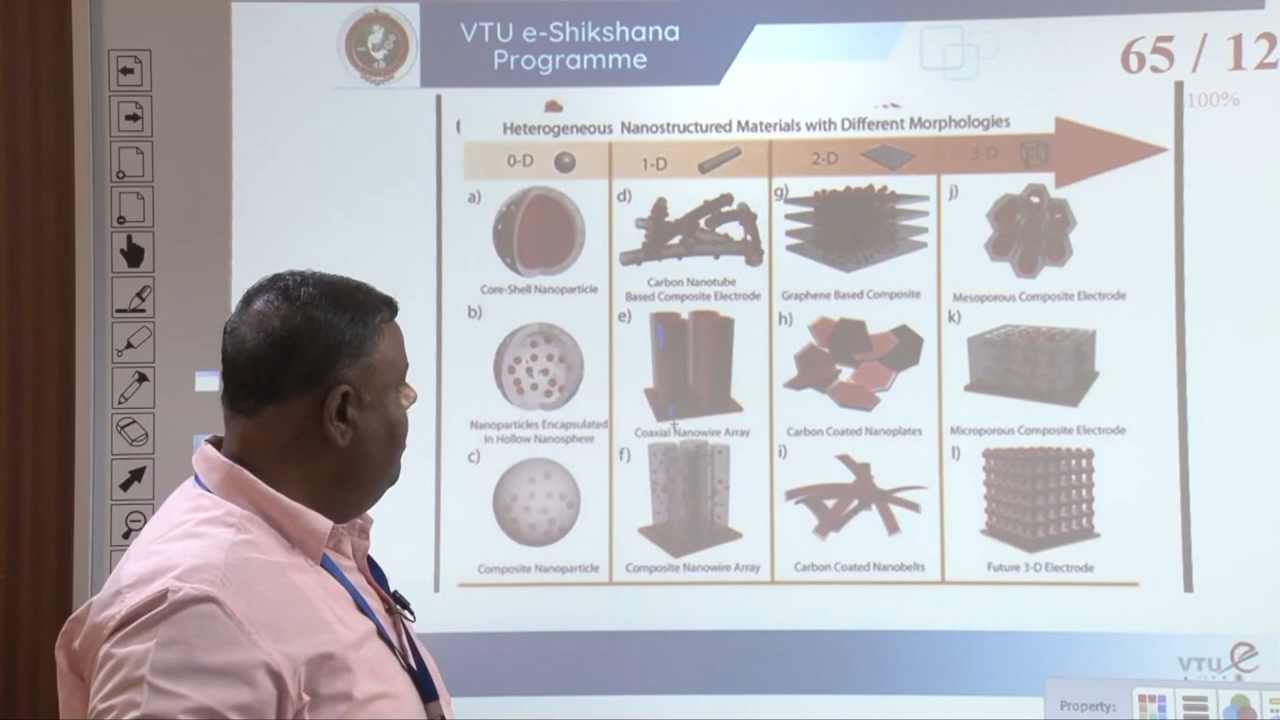 VTU e-Shikshana
Programme
65 / 12
100%
Heterogeneous Nanostructured Materials with Different Morphologies
0-D
1-D
2-D
3-D
a)
d)
g)
j)
Core-Shell Nanoparticle
Carbon Nanotube
Based Composite Electrode
Graphene Based Composite
Mesoporous Composite Electrode
b)
e)
h)
k)
Nanoparticles Encapsulated
In Hollow Nanosphere
Coaxial Nanowire Array
Carbon Coated Nanoplates
Microporous Composite Electrode
c)
f)
i)
l)
Composite Nanoparticle
Composite Nanowire Array
Carbon Coated Nanobelts
Future 3-D Electrode
VTU e
Property: